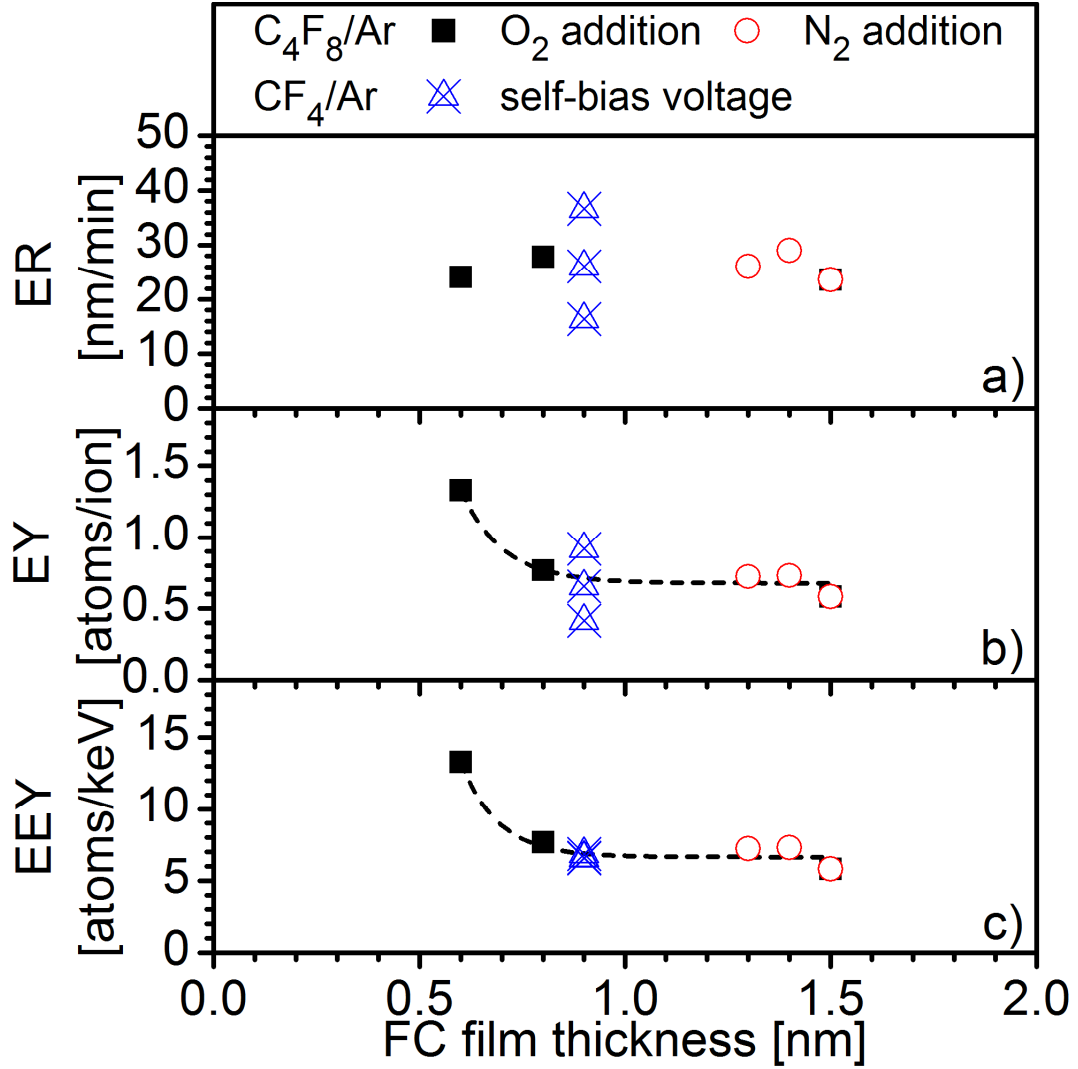 C₄F₈/Ar O₂ addition N₂ addition
CF₄/Ar self-bias voltage
50
40
30
20
10
0
ER
[nm/min]
a)
1.5
1.0
0.5
0.0
EY
[atoms/ion]
b)
15
10
5
0
EEY
[atoms/keV]
c)
0.0 0.5 1.0 1.5 2.0
FC film thickness [nm]